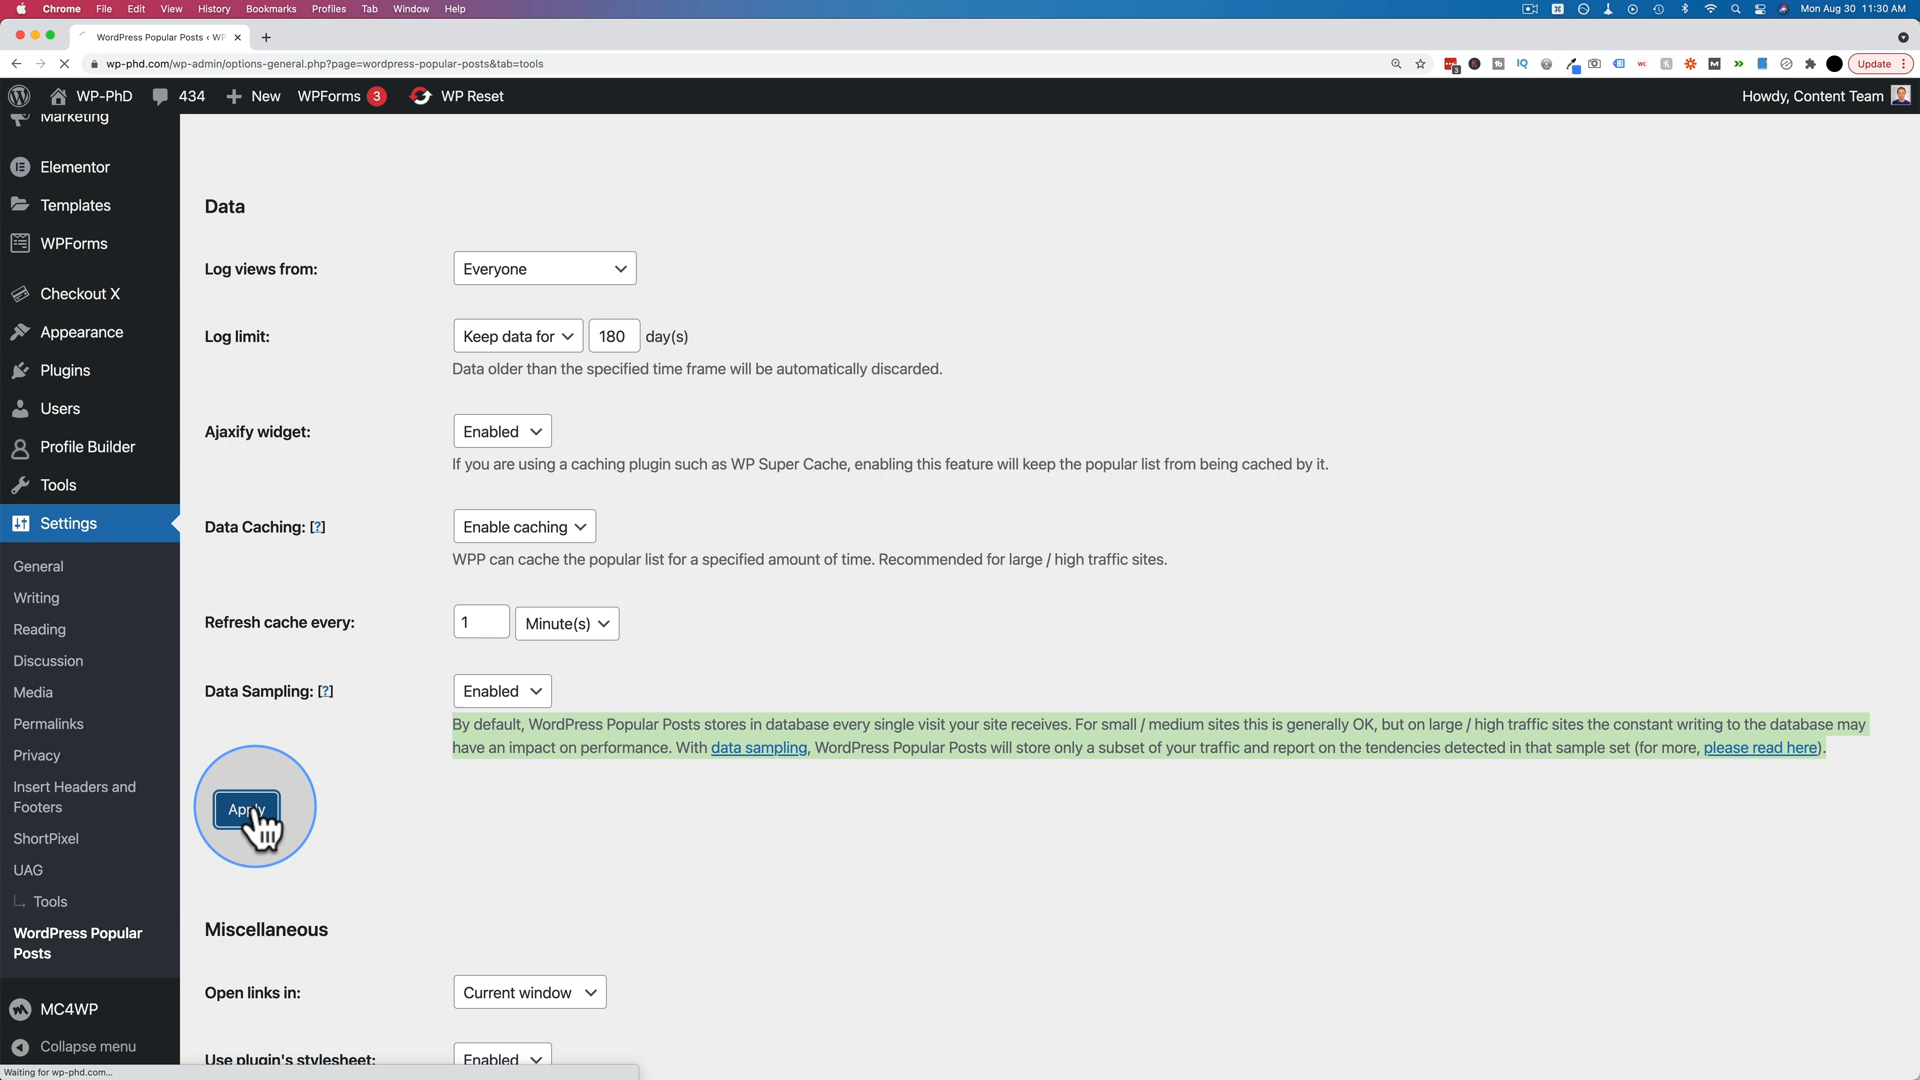 Chrome File Edit View History Bookmarks Profiles Tab Window Help Mon Aug 30 11:30 AM
WordPress Popular Posts ‹ WP
wp-phd.com/wp-admin/options-general.php?page=wordpress-popular-posts&tab=tools Update
WP-PhD 434 New WPForms 3 WP Reset Howdy, Content Team
Marketing
Elementor
Templates
WPForms
Checkout X
Appearance
Plugins
Users
Profile Builder
Tools
Settings
General
Writing
Reading
Discussion
Media
Permalinks
Privacy
Insert Headers and
Footers
ShortPixel
UAG
Tools
WordPress Popular
Posts
MC4WP
Collapse menu
Waiting for wp-phd.com...
Data
Log views from: Everyone
Log limit: Keep data for 180 day(s)
Data older than the specified time frame will be automatically discarded.
Ajaxify widget: Enabled
If you are using a caching plugin such as WP Super Cache, enabling this feature will keep the popular list from being cached by it.
Data Caching: [?] Enable caching
WPP can cache the popular list for a specified amount of time. Recommended for large / high traffic sites.
Refresh cache every: 1 Minute(s)
Data Sampling: [?] Enabled
By default, WordPress Popular Posts stores in database every single visit your site receives. For small / medium sites this is generally OK, but on large / high traffic sites the constant writing to the database may
have an impact on performance. With data sampling, WordPress Popular Posts will store only a subset of your traffic and report on the tendencies detected in that sample set (for more, please read here).
Apply
Miscellaneous
Open links in: Current window
Use plugin's stylesheet: Enabled